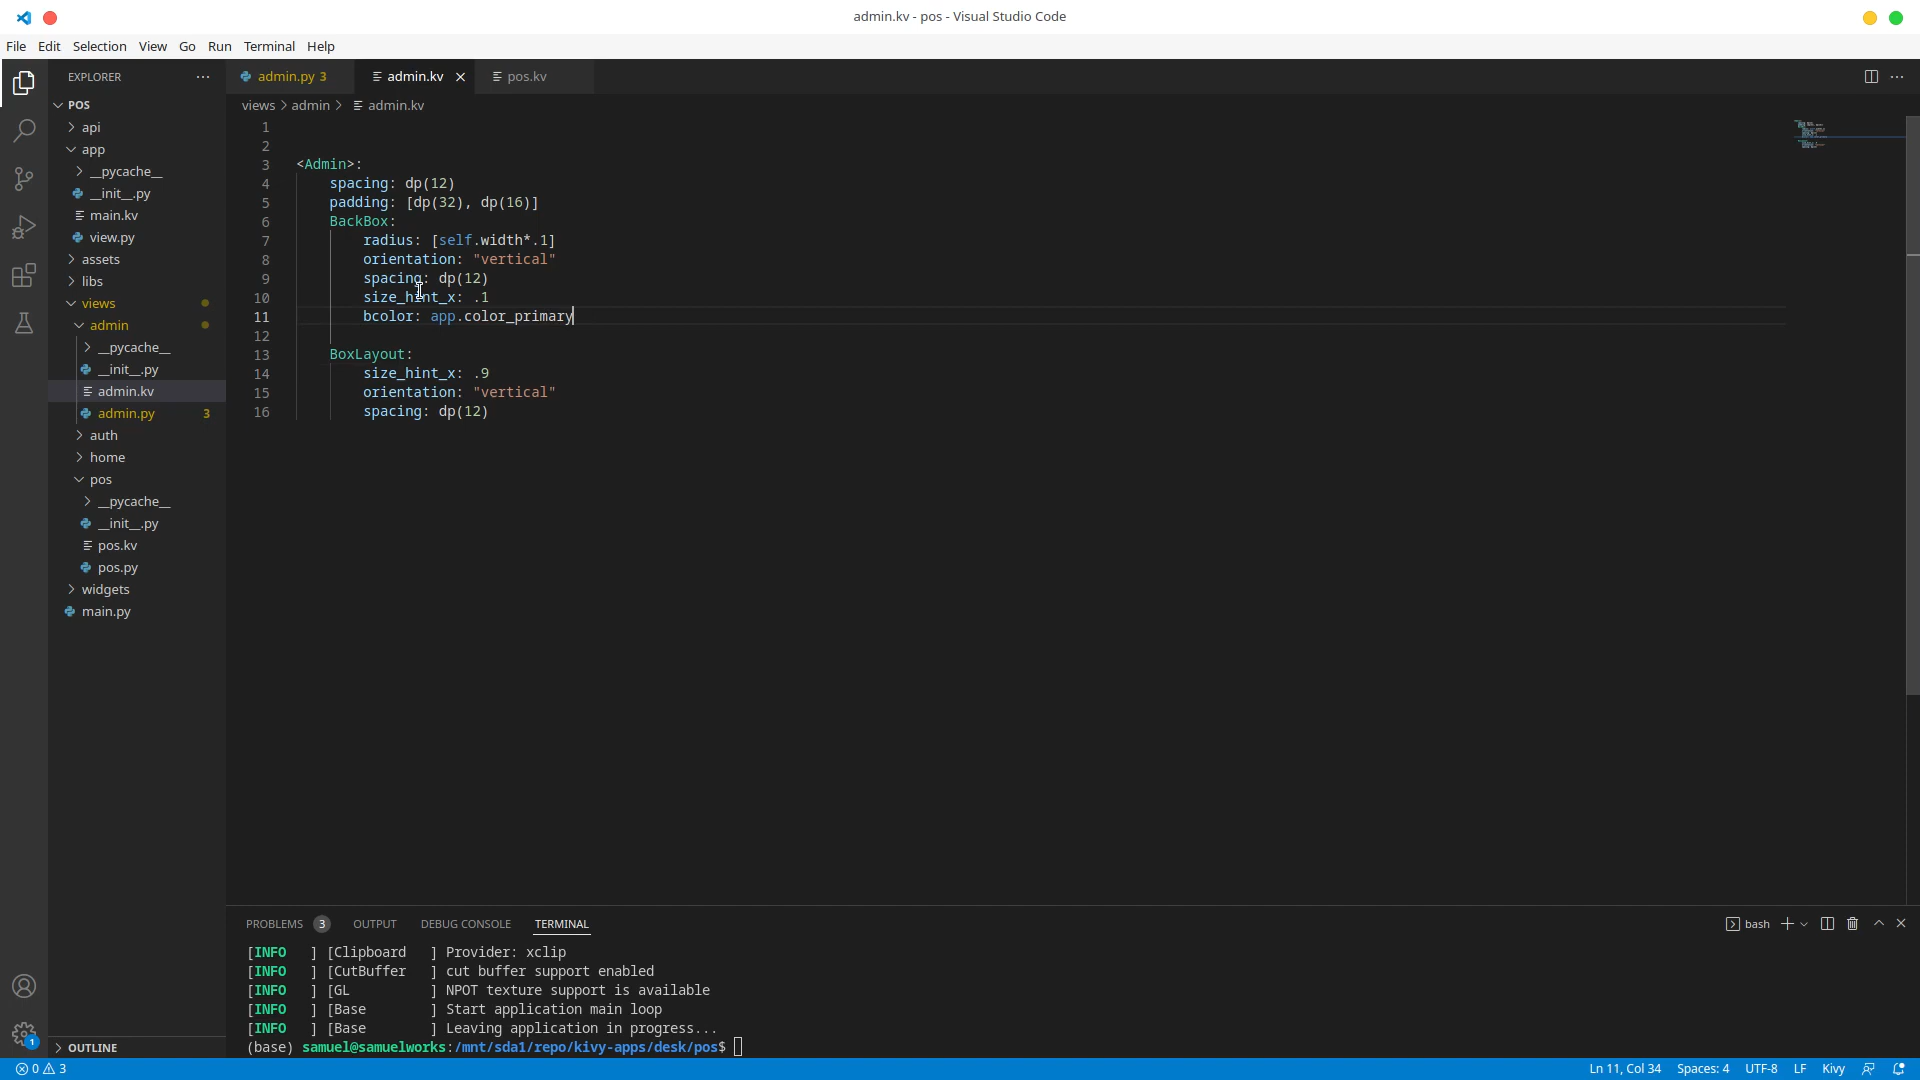 admin.kv - pos - Visual Studio Code
File Edit Selection View Go Run Terminal Help
EXPLORER
POS
api
app
__pycache__
__init__.py
main.kv
view.py
assets
libs
views
admin
__pycache__
__init__.py
admin.kv
admin.py 3
auth
home
pos
__pycache__
__init__.py
pos.kv
pos.py
widgets
main.py
OUTLINE
admin.py 3 admin.kv pos.kv
views > admin > admin.kv
1
2
3 <Admin>:
4 spacing: dp(12)
5 padding: [dp(32), dp(16)]
6 BackBox:
7 radius: [self.width*.1]
8 orientation: "vertical"
9 spacing: dp(12)
10 size_hint_x: .1
11 bcolor: app.color_primary
12
13 BoxLayout:
14 size_hint_x: .9
15 orientation: "vertical"
16 spacing: dp(12)
PROBLEMS 3 OUTPUT DEBUG CONSOLE TERMINAL bash
[INFO ] [Clipboard ] Provider: xclip
[INFO ] [CutBuffer ] cut buffer support enabled
[INFO ] [GL ] NPOT texture support is available
[INFO ] [Base ] Start application main loop
[INFO ] [Base ] Leaving application in progress...
(base) samuel@samuelworks:/mnt/sda1/repo/kivy-apps/desk/pos$
1
0 3 Ln 11, Col 34 Spaces: 4 UTF-8 LF Kivy